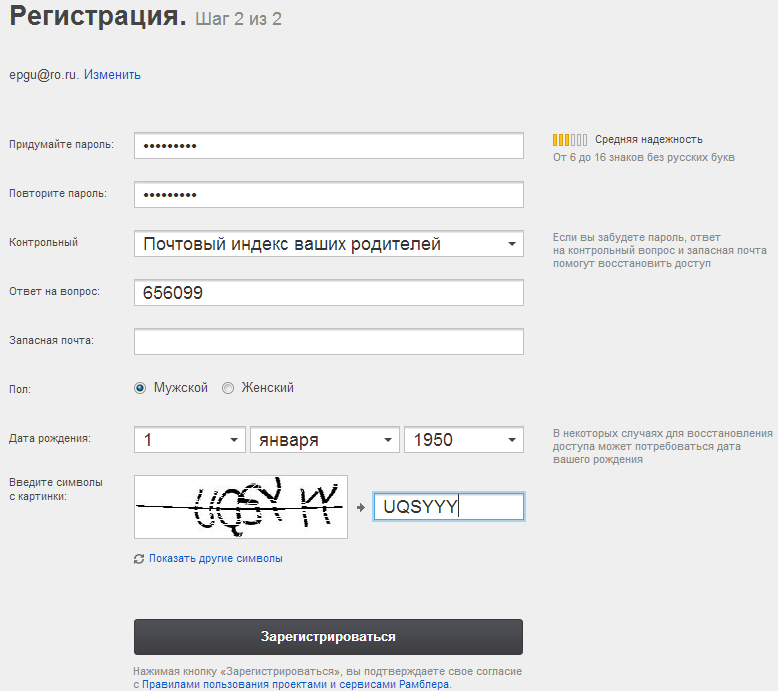 Регистрация. Шаг 2 из 2
epgu@ro.ru. Изменить
Придумайте пароль: •••••••••
Средняя надежность
От 6 до 16 знаков без русских букв
Повторите пароль: •••••••••
Контрольный Почтовый индекс ваших родителей
Если вы забудете пароль, ответ
на контрольный вопрос и запасная почта
помогут восстановить доступ
Ответ на вопрос: 656099
Запасная почта:
Пол: Мужской Женский
Дата рождения: 1 января 1950
В некоторых случаях для восстановления
доступа может потребоваться дата
вашего рождения
Введите символы
с картинки: UQSYYY
Показать другие символы
Зарегистрироваться
Нажимая кнопку «Зарегистрироваться», вы подтверждаете свое согласие
с Правилами пользования проектами и сервисами Рамблера.